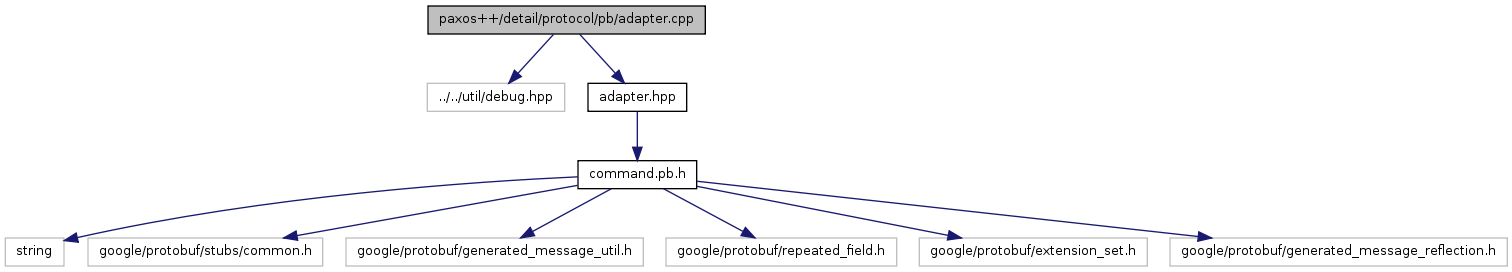 paxos++/detail/protocol/pb/adapter.cpp
../../util/debug.hpp
adapter.hpp
command.pb.h
string
google/protobuf/stubs/common.h
google/protobuf/generated_message_util.h
google/protobuf/repeated_field.h
google/protobuf/extension_set.h
google/protobuf/generated_message_reflection.h